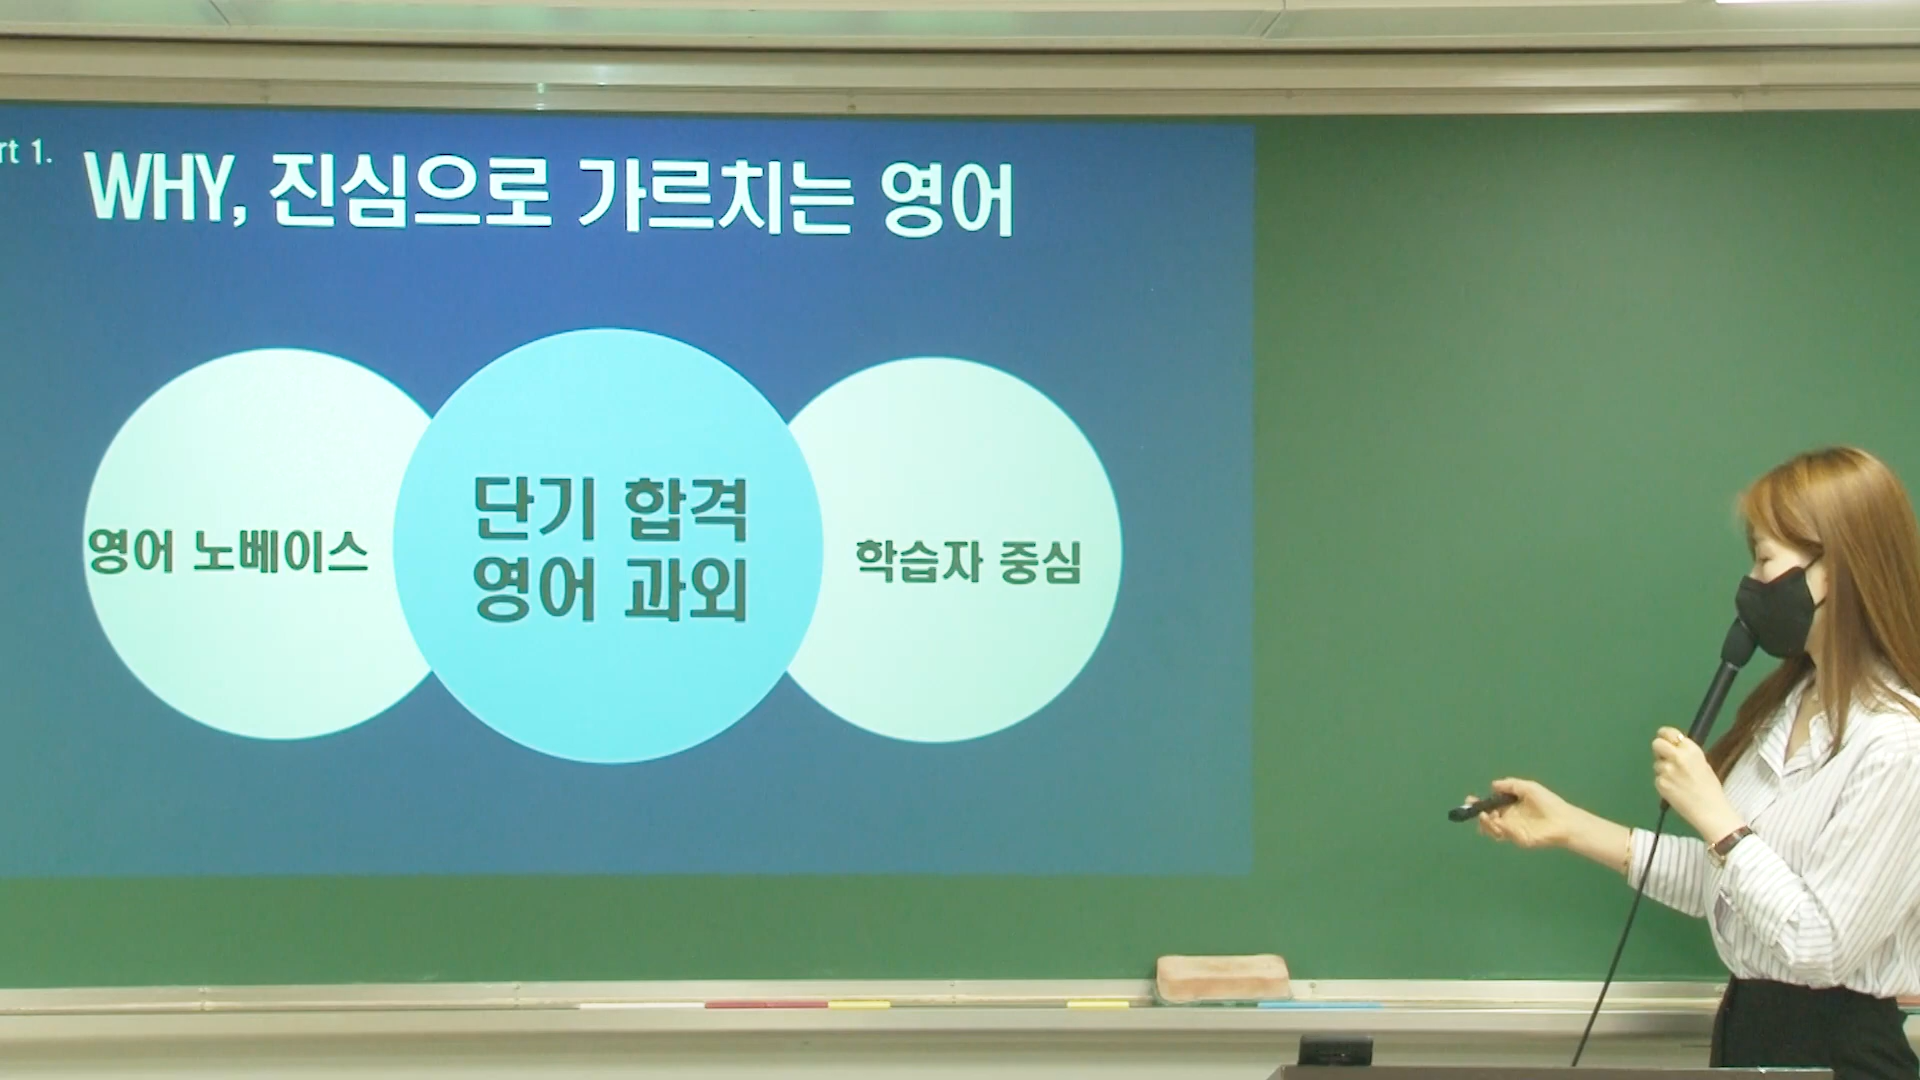 rt 1.
WHY, 진심으로 가르치는 영어
영어 노베이스
단기 합격
영어 과외
학습자 중심